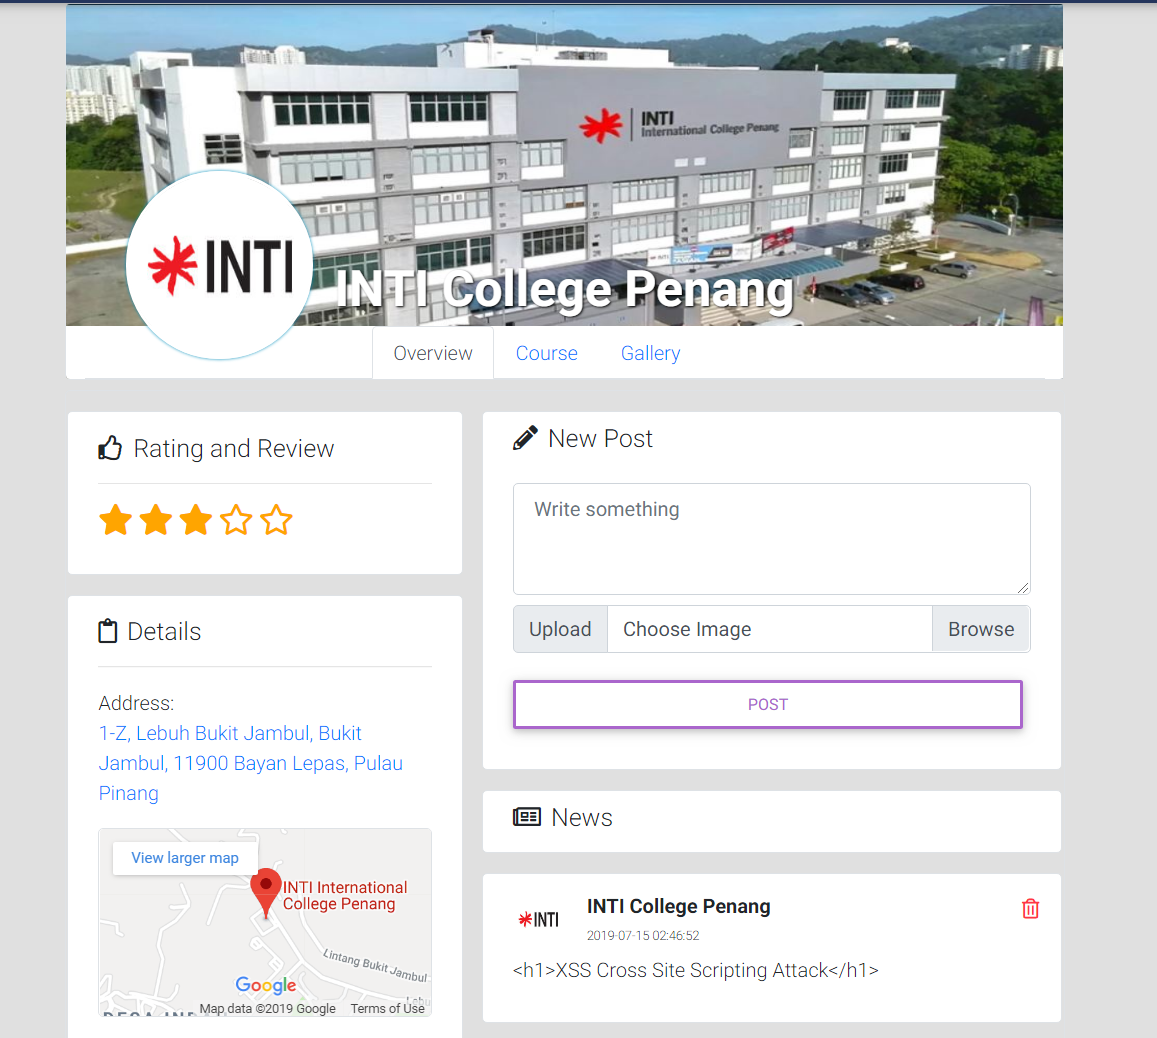 INTI
International College Penang
INTI
INTI College Penang
Overview
Course
Gallery
Rating and Review
Details
Address:
1-Z, Lebuh Bukit Jambul, Bukit
Jambul, 11900 Bayan Lepas, Pulau
Pinang
View larger map
INTI International
College Penang
Lintang Bukit Jambul
Google
Map data ©2019 Google
Terms of Use
New Post
Write something
Upload
Choose Image
Browse
POST
News
INTI
INTI College Penang
2019-07-15 02:46:52
<h1>XSS Cross Site Scripting Attack</h1>